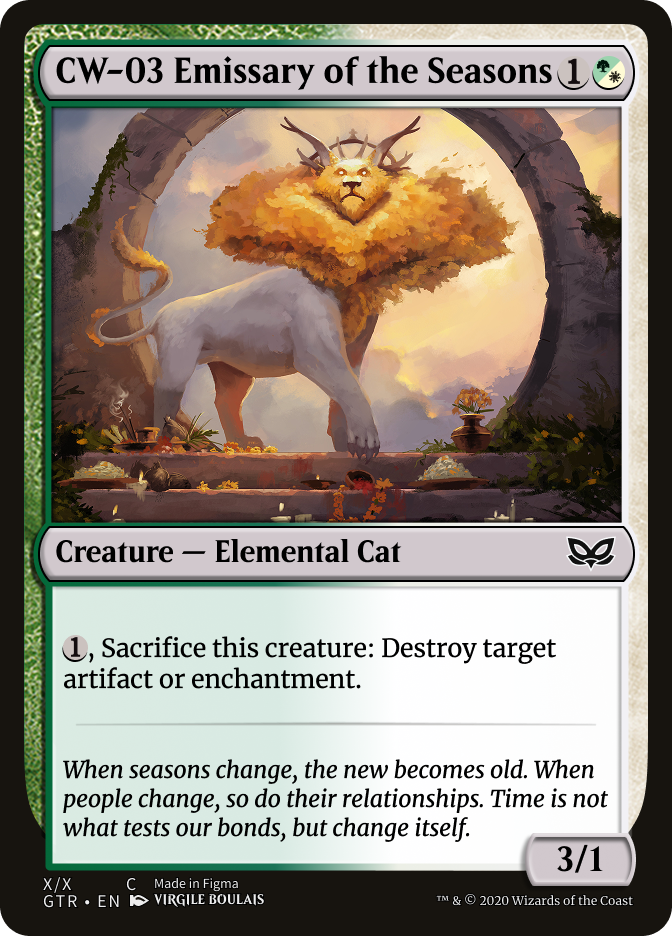 CW-03 Emissary of the Seasons 1
Creature — Elemental Cat
1, Sacrifice this creature: Destroy target
artifact or enchantment.
When seasons change, the new becomes old. When
people change, so do their relationships. Time is not
what tests our bonds, but change itself.
3/1
X/X C Made in Figma
GTR • EN VIRGILE BOULAIS ™ & © 2020 Wizards of the Coast